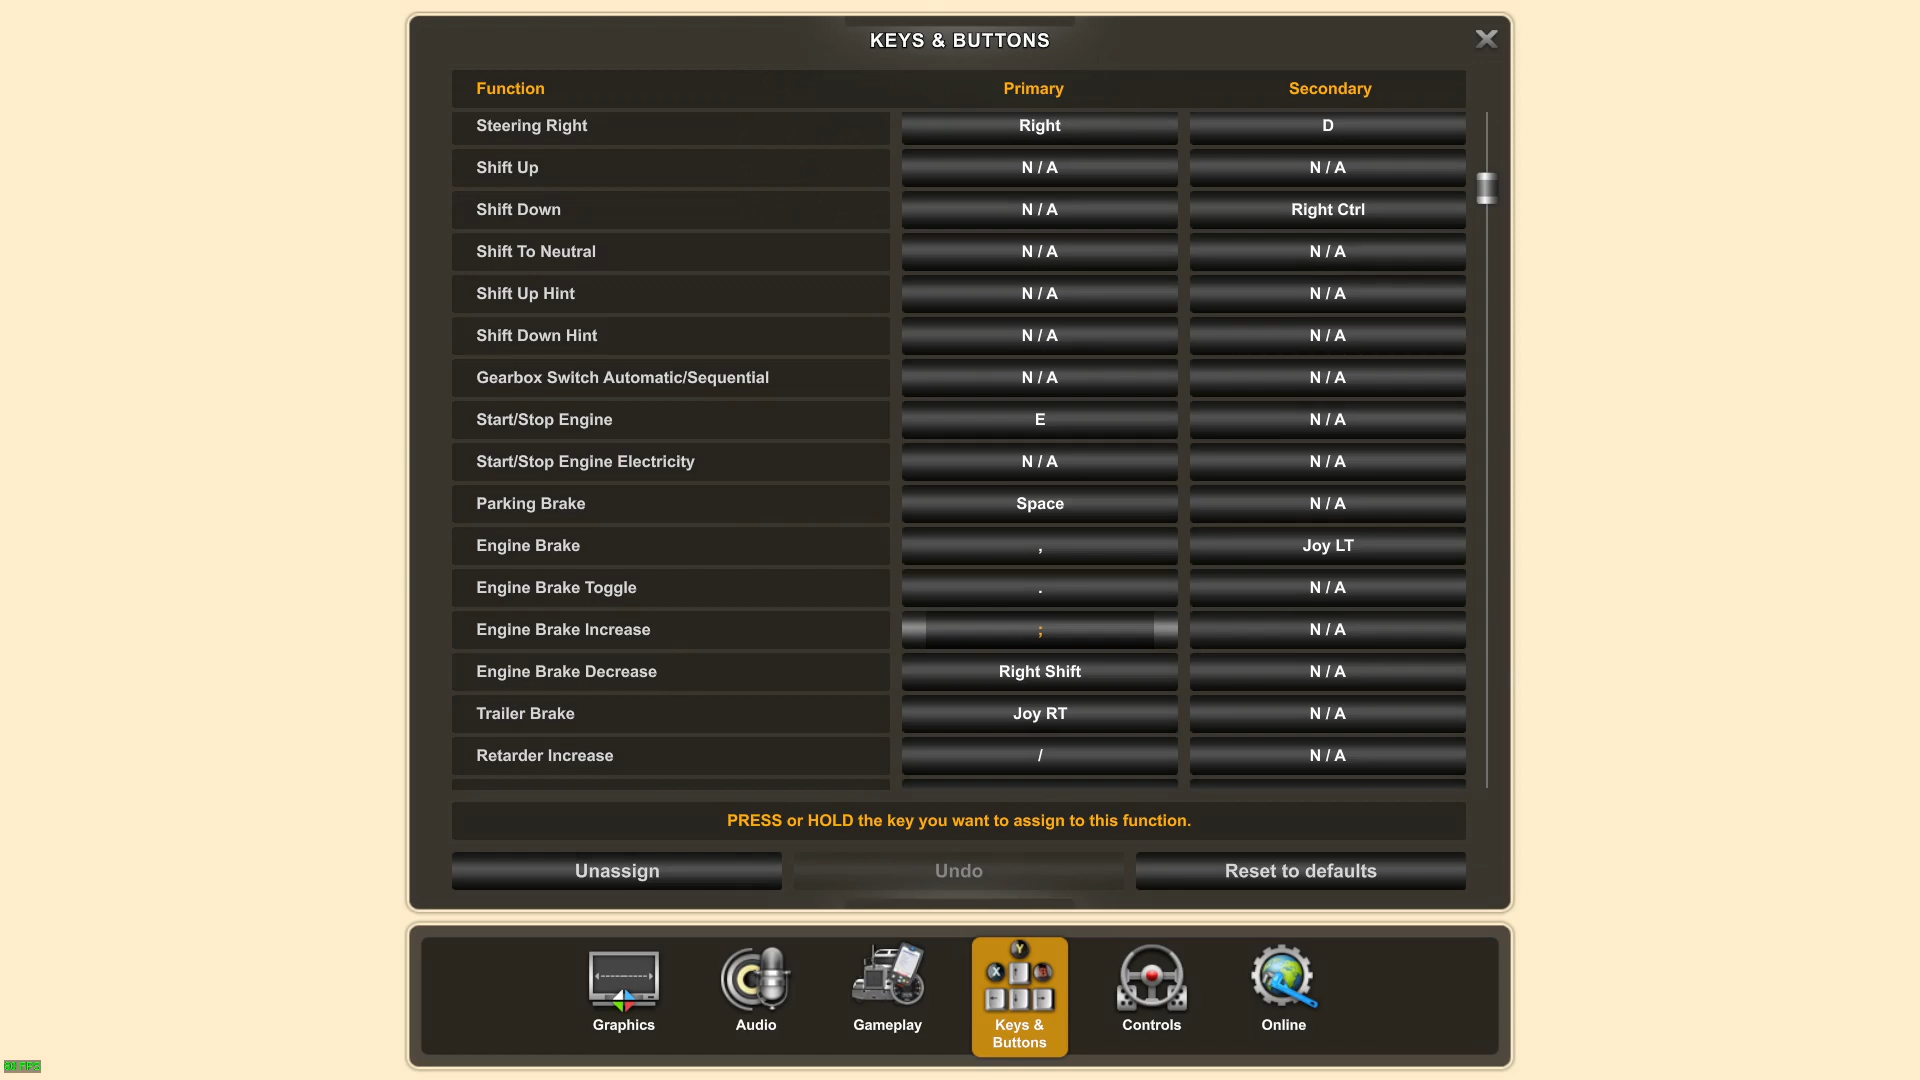 KEYS & BUTTONS
Function Primary Secondary
Steering Right Right D
Shift Up N / A N / A
Shift Down N / A Right Ctrl
Shift To Neutral N / A N / A
Shift Up Hint N / A N / A
Shift Down Hint N / A N / A
Gearbox Switch Automatic/Sequential N / A N / A
Start/Stop Engine E N / A
Start/Stop Engine Electricity N / A N / A
Parking Brake Space N / A
Engine Brake , Joy LT
Engine Brake Toggle . N / A
Engine Brake Increase ; N / A
Engine Brake Decrease Right Shift N / A
Trailer Brake Joy RT N / A
Retarder Increase / N / A
PRESS or HOLD the key you want to assign to this function.
Unassign Undo Reset to defaults
Y
X B
Graphics Audio Gameplay Keys & Buttons Controls Online